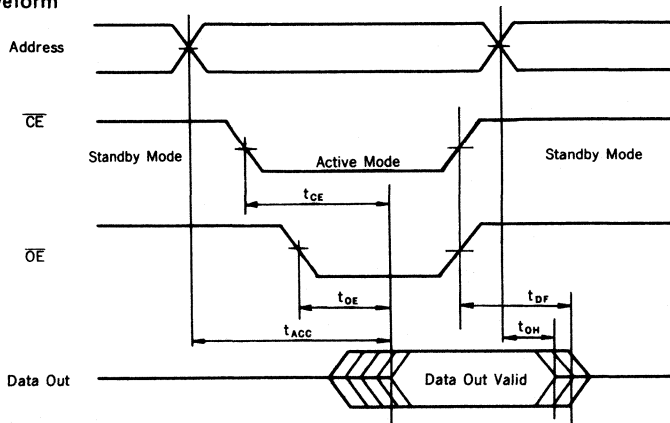 Address
CE
Standby Mode
Active Mode
Standby Mode
tCE
OE
tOE
tDF
tACC
tOH
Data Out
Data Out Valid